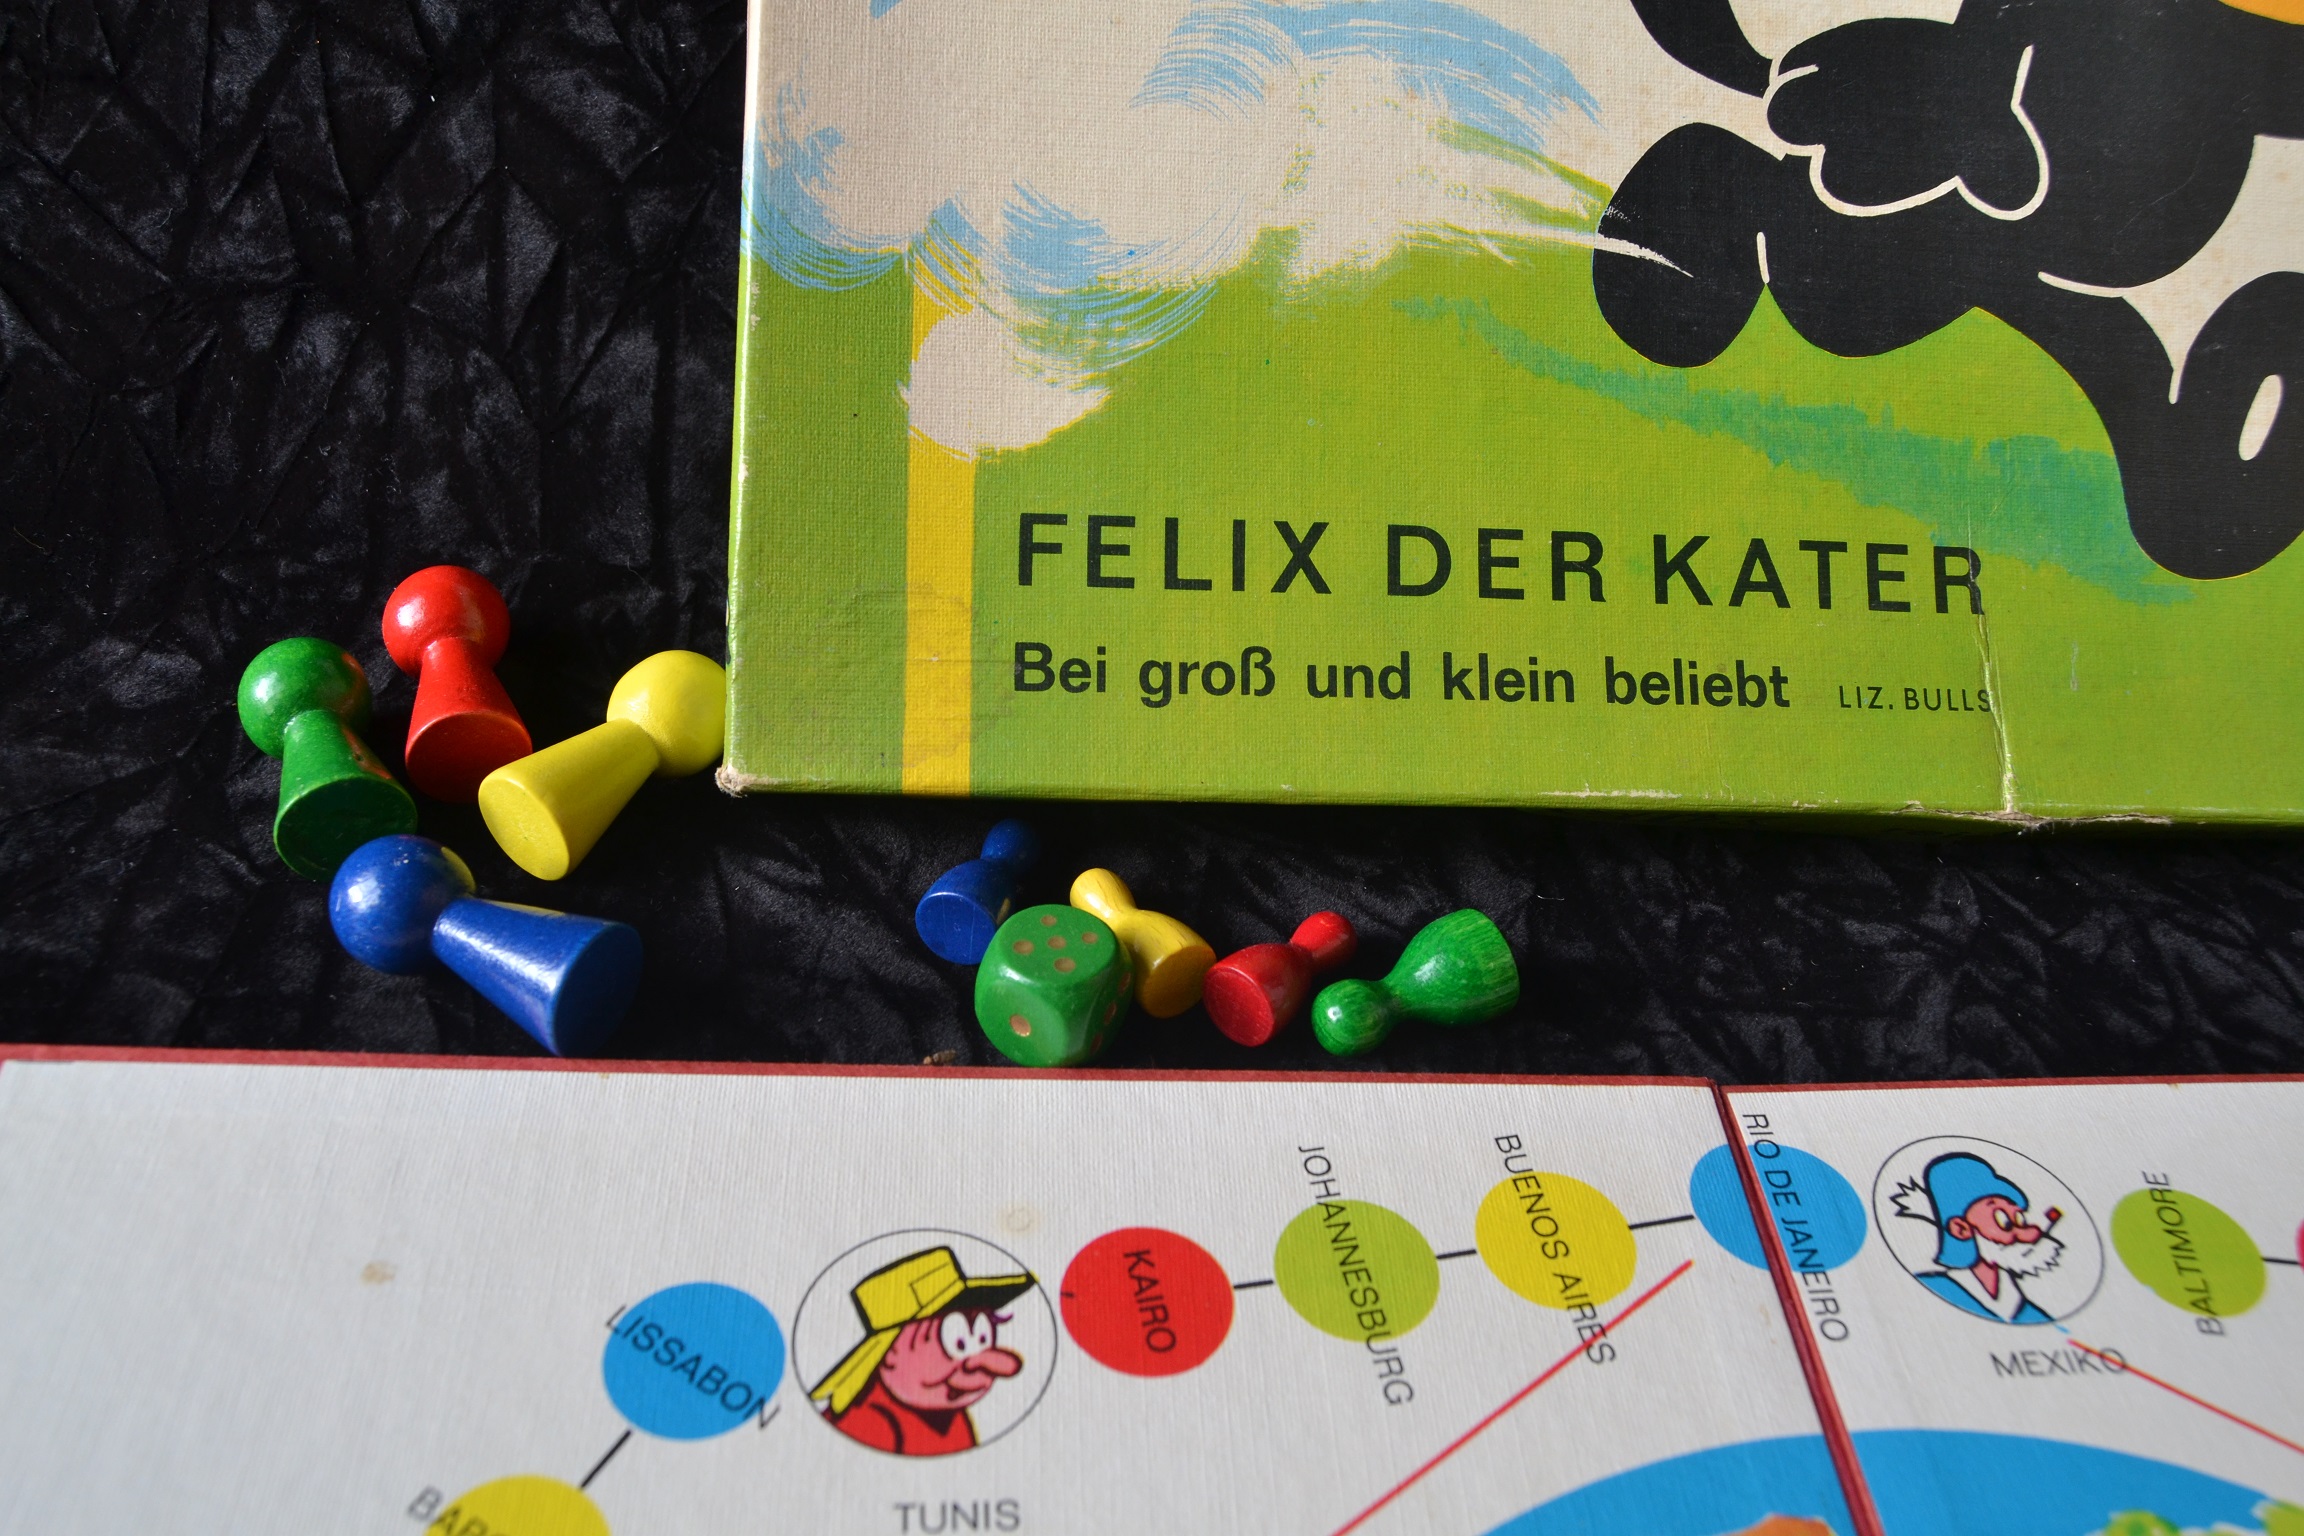 FELIX DER KATER
Bei groß und klein beliebt
LIZ. BULLS
RIO DE JANEIRO
BUENOS AIRES
JOHANNESBURG
BALTIMORE
KAIRO
MEXIKO
LISSABON
TUNIS